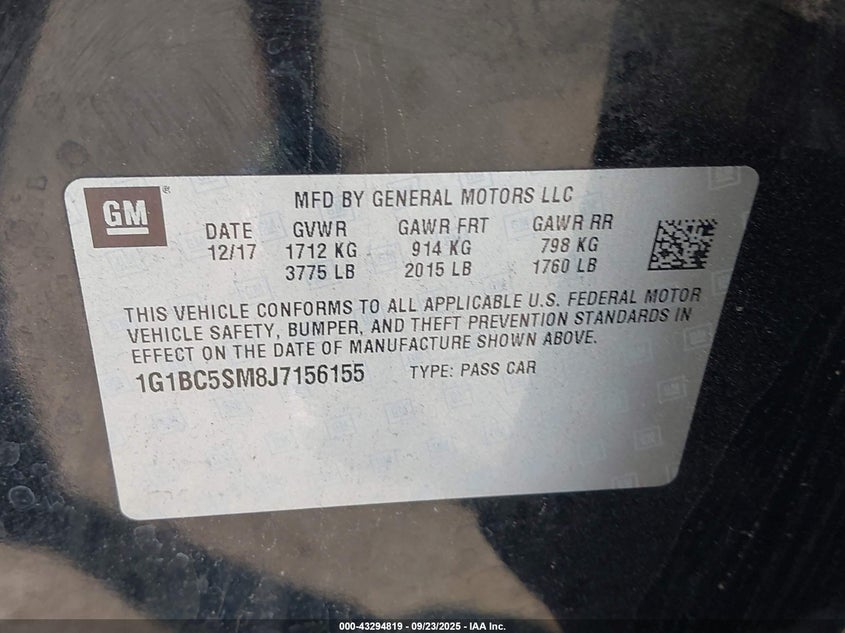 GM ®
MFD BY GENERAL MOTORS LLC
DATE GVWR GAWR FRT GAWR RR
12/17 1712 KG 914 KG 798 KG
3775 LB 2015 LB 1760 LB
THIS VEHICLE CONFORMS TO ALL APPLICABLE U.S. FEDERAL MOTOR
VEHICLE SAFETY, BUMPER, AND THEFT PREVENTION STANDARDS IN
EFFECT ON THE DATE OF MANUFACTURE SHOWN ABOVE.
1G1BC5SM8J7156155 TYPE: PASS CAR
000-43294819 - 09/23/2025 - IAA Inc.